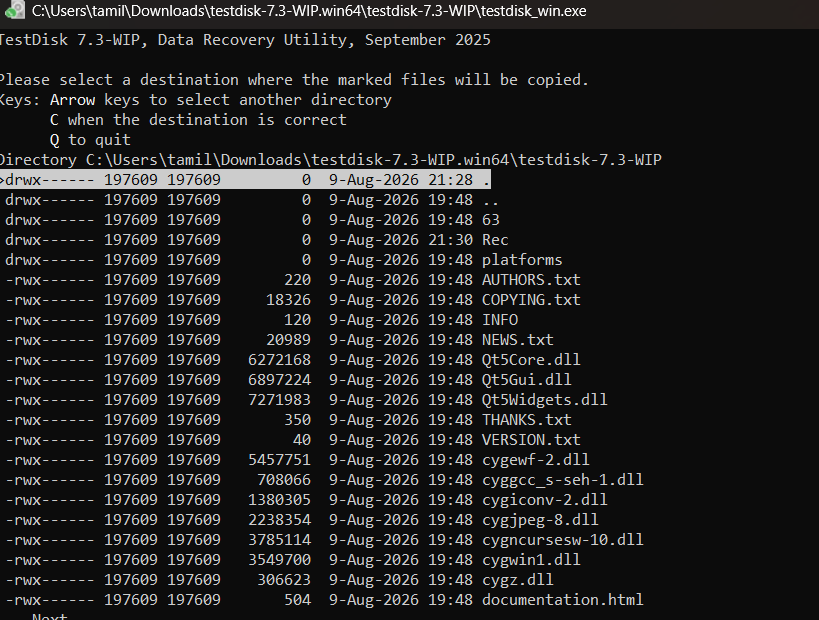 C:\Users\tamil\Downloads\testdisk-7.3-WIP.win64\testdisk-7.3-WIP\testdisk_win.exe
TestDisk 7.3-WIP, Data Recovery Utility, September 2025
Please select a destination where the marked files will be copied.
Keys: Arrow keys to select another directory
C when the destination is correct
Q to quit
Directory C:\Users\tamil\Downloads\testdisk-7.3-WIP.win64\testdisk-7.3-WIP
>drwx------ 197609 197609 0 9-Aug-2026 21:28 .
drwx------ 197609 197609 0 9-Aug-2026 19:48 ..
drwx------ 197609 197609 0 9-Aug-2026 19:48 63
drwx------ 197609 197609 0 9-Aug-2026 21:30 Rec
drwx------ 197609 197609 0 9-Aug-2026 19:48 platforms
-rwx------ 197609 197609 220 9-Aug-2026 19:48 AUTHORS.txt
-rwx------ 197609 197609 18326 9-Aug-2026 19:48 COPYING.txt
-rwx------ 197609 197609 120 9-Aug-2026 19:48 INFO
-rwx------ 197609 197609 20989 9-Aug-2026 19:48 NEWS.txt
-rwx------ 197609 197609 6272168 9-Aug-2026 19:48 Qt5Core.dll
-rwx------ 197609 197609 6897224 9-Aug-2026 19:48 Qt5Gui.dll
-rwx------ 197609 197609 7271983 9-Aug-2026 19:48 Qt5Widgets.dll
-rwx------ 197609 197609 350 9-Aug-2026 19:48 THANKS.txt
-rwx------ 197609 197609 40 9-Aug-2026 19:48 VERSION.txt
-rwx------ 197609 197609 5457751 9-Aug-2026 19:48 cygewf-2.dll
-rwx------ 197609 197609 708066 9-Aug-2026 19:48 cyggcc_s-seh-1.dll
-rwx------ 197609 197609 1380305 9-Aug-2026 19:48 cygiconv-2.dll
-rwx------ 197609 197609 2238354 9-Aug-2026 19:48 cygjpeg-8.dll
-rwx------ 197609 197609 3785114 9-Aug-2026 19:48 cygncursesw-10.dll
-rwx------ 197609 197609 3549700 9-Aug-2026 19:48 cygwin1.dll
-rwx------ 197609 197609 306623 9-Aug-2026 19:48 cygz.dll
-rwx------ 197609 197609 504 9-Aug-2026 19:48 documentation.html
Next